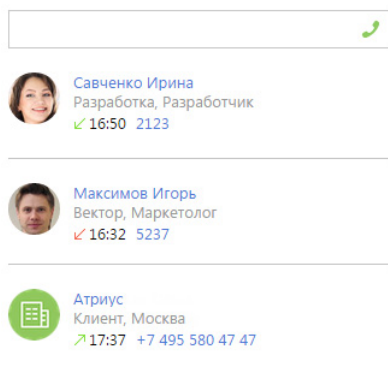 Савченко Ирина
Разработка, Разработчик
16:50 2123
Максимов Игорь
Вектор, Маркетолог
16:32 5237
Атриус
Клиент, Москва
17:37 +7 495 580 47 47